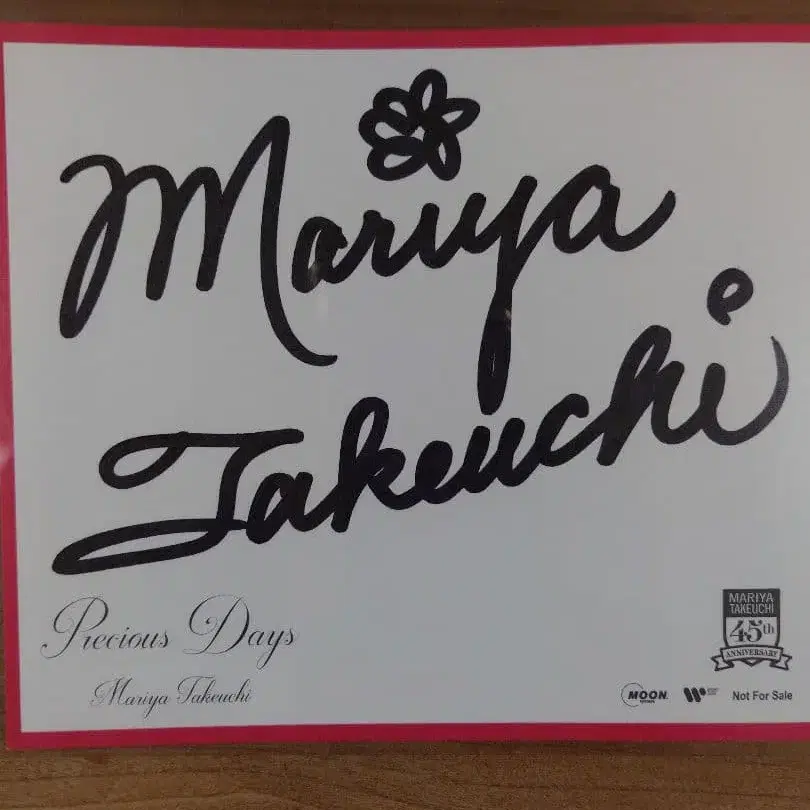 Mariya
Takeuchi
Precious Days
Mariya Takeuchi
MARIYA
TAKEUCHI
45th
ANNIVERSARY
MOON
Not For Sale